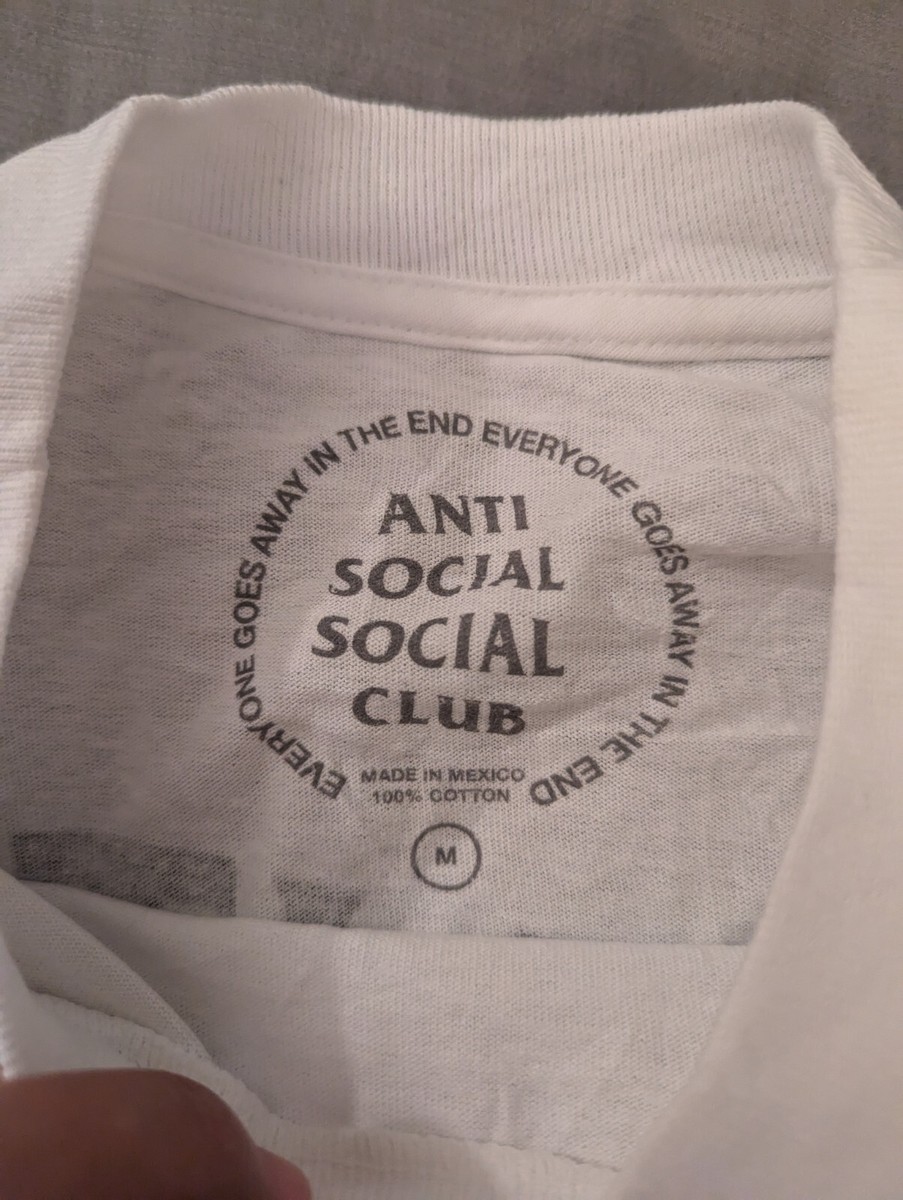 EVERYONE GOES AWAY IN THE END EVERYONE GOES AWAY IN THE END
ANTI
SOCIAL
SOCIAL
CLUB
MADE IN MEXICO
100% COTTON
M